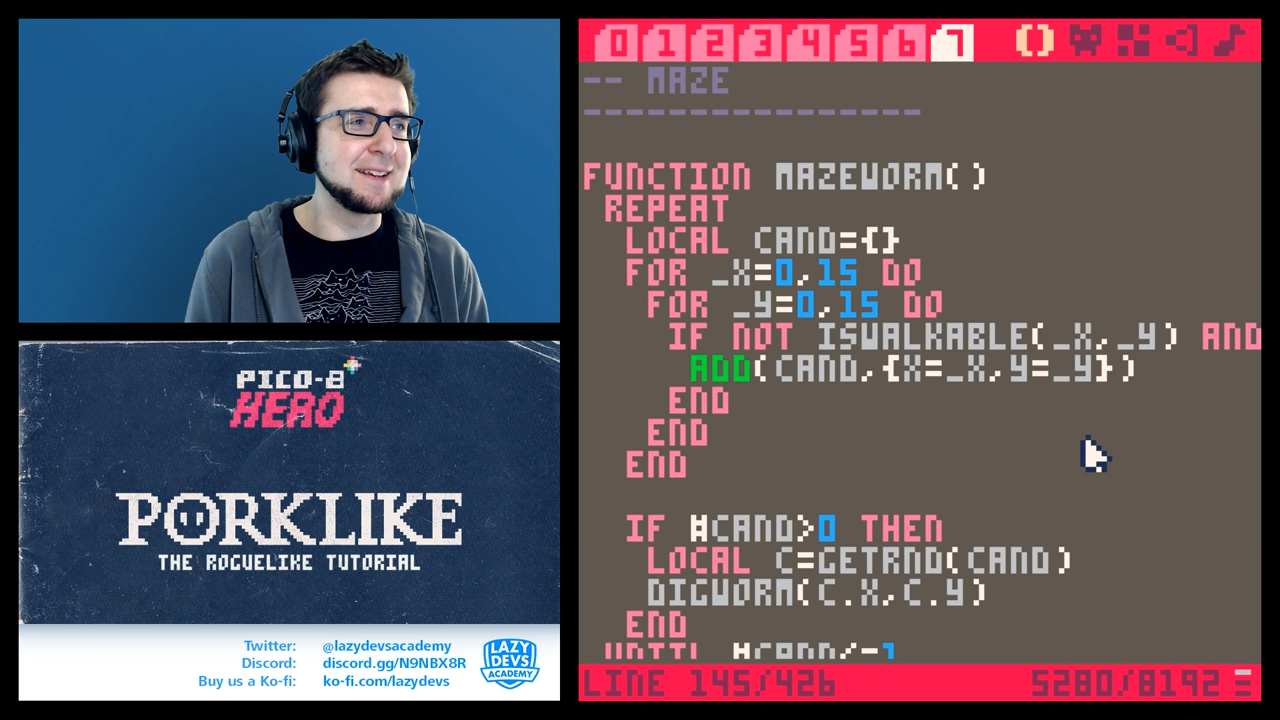 PICO-8
HERO
PORKLIKE
THE ROGUELIKE TUTORIAL
Twitter: @lazydevsacademy
Discord: discord.gg/N9NBX8R
Buy us a Ko-fi: ko-fi.com/lazydevs
LAZY
DEVS
ACADEMY
0 1 2 3 4 5 6 7
-- MAZE
----------------
FUNCTION MAZEWORM()
REPEAT
LOCAL CAND={}
FOR _X=0,15 DO
FOR _Y=0,15 DO
IF NOT ISWALKABLE(_X,_Y) AND
ADD(CAND,{X=_X,Y=_Y})
END
END
END
IF #CAND>0 THEN
LOCAL C=GETRND(CAND)
DIGWORM(C.X,C.Y)
END
UNTIL #CAND<=1
LINE 145/426 5280/8192